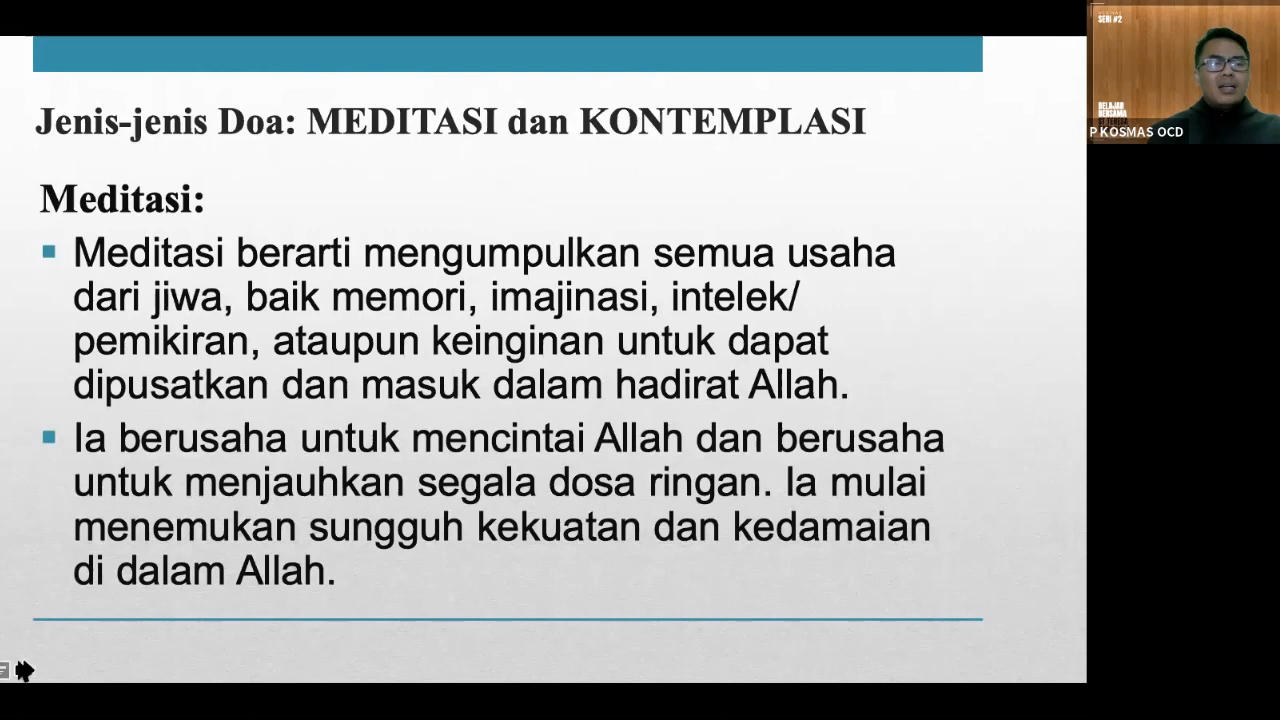 Jenis-jenis Doa: MEDITASI dan KONTEMPLASI
Meditasi:
Meditasi berarti mengumpulkan semua usaha
dari jiwa, baik memori, imajinasi, intelek/
pemikiran, ataupun keinginan untuk dapat
dipusatkan dan masuk dalam hadirat Allah.
Ia berusaha untuk mencintai Allah dan berusaha
untuk menjauhkan segala dosa ringan. Ia mulai
menemukan sungguh kekuatan dan kedamaian
di dalam Allah.
SERI #2
BELAJAR
BERSAMA
P KOSMAS OCD